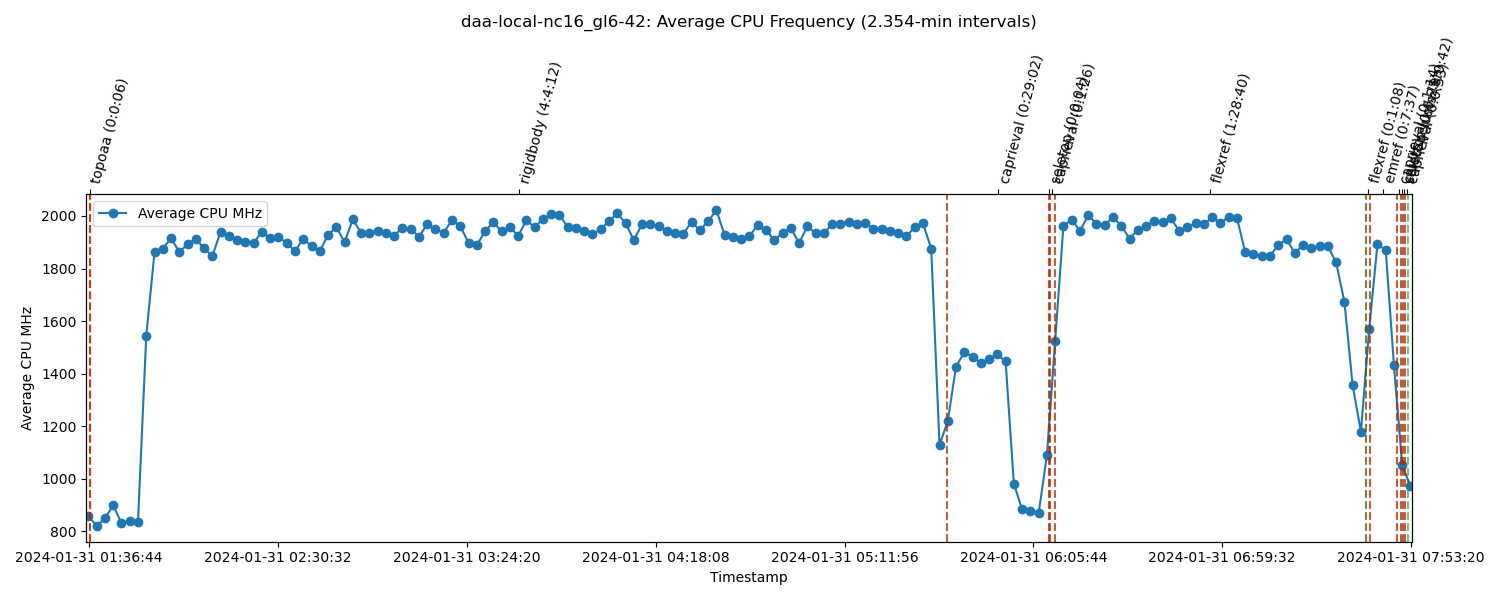 daa-local-nc16_gl6-42: Average CPU Frequency (2.354-min intervals)
topoaa (0:0:06)
rigidbody (4:4:12)
caprieval (0:29:02)
caprieval (0:1:26)
flexref (1:28:40)
flexref (0:1:08)
emref (0:7:37)
Average CPU MHz
2000
1800
1600
1400
1200
1000
800
Average CPU MHz
2024-01-31 01:36:44
2024-01-31 02:30:32
2024-01-31 03:24:20
2024-01-31 04:18:08
2024-01-31 05:11:56
2024-01-31 06:05:44
2024-01-31 06:59:32
2024-01-31 07:53:20
Timestamp